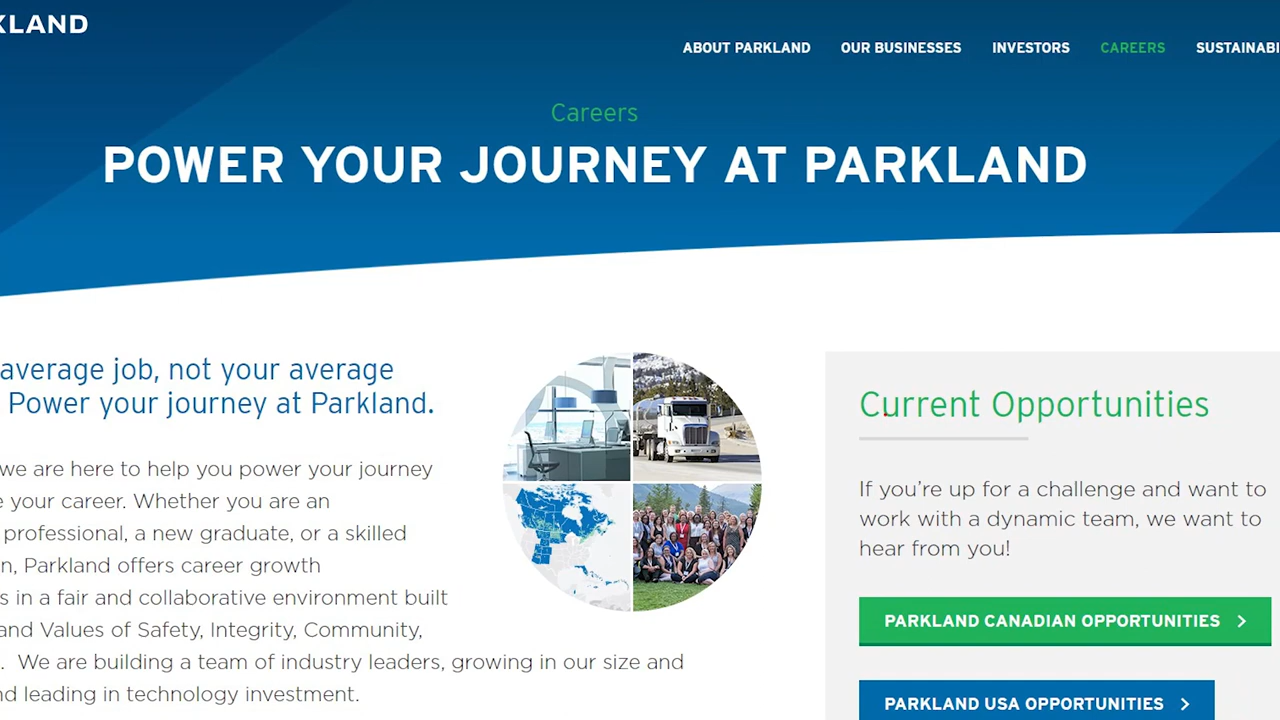 KLAND
ABOUT PARKLAND OUR BUSINESSES INVESTORS CAREERS SUSTAINABI
Careers
POWER YOUR JOURNEY AT PARKLAND
average job, not your average
Power your journey at Parkland.
we are here to help you power your journey
e your career. Whether you are an
professional, a new graduate, or a skilled
n, Parkland offers career growth
s in a fair and collaborative environment built
and Values of Safety, Integrity, Community,
. We are building a team of industry leaders, growing in our size and
nd leading in technology investment.
Current Opportunities
If you’re up for a challenge and want to
work with a dynamic team, we want to
hear from you!
PARKLAND CANADIAN OPPORTUNITIES
PARKLAND USA OPPORTUNITIES